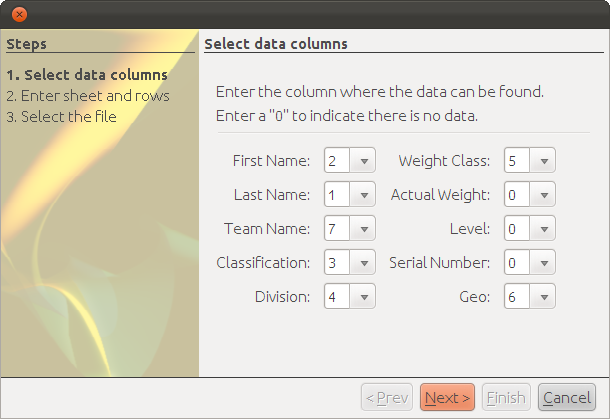 Steps
1. Select data columns
2. Enter sheet and rows
3. Select the file
Select data columns
Enter the column where the data can be found.
Enter a "0" to indicate there is no data.
First Name: 2 Weight Class: 5
Last Name: 1 Actual Weight: 0
Team Name: 7 Level: 0
Classification: 3 Serial Number: 0
Division: 4 Geo: 6
< Prev Next > Finish Cancel